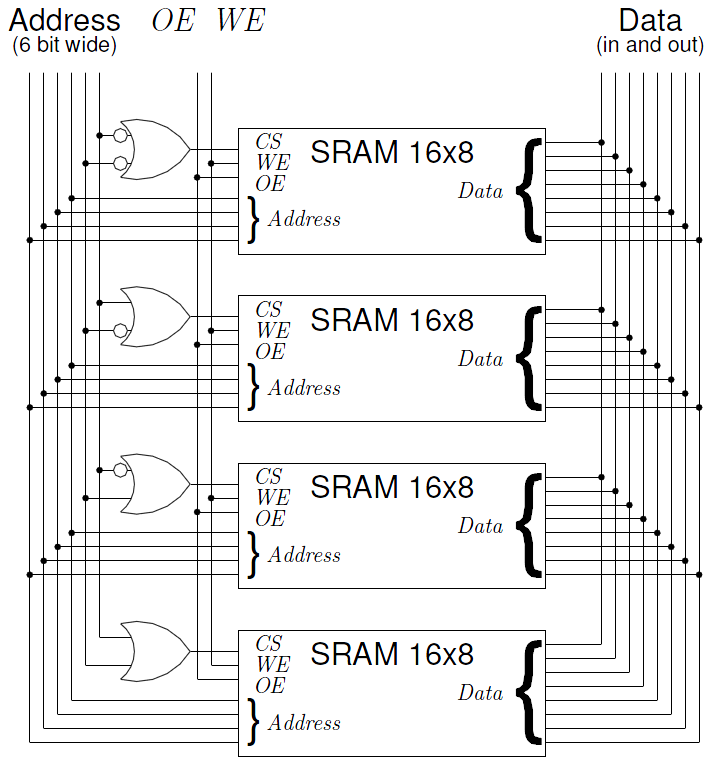 Address OE WE Data
(6 bit wide) (in and out)
CS SRAM 16x8
WE
OE Data
} Address {
CS SRAM 16x8
WE
OE Data
} Address {
CS SRAM 16x8
WE
OE Data
} Address {
CS SRAM 16x8
WE
OE Data
} Address {